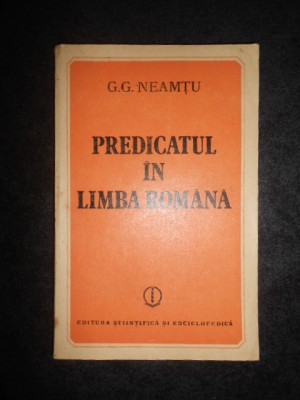 G.G. NEAMȚU
PREDICATUL
ÎN
LIMBA ROMÂNĂ
EDITURA ȘTIINȚIFICĂ ȘI ENCICLOPEDICĂ